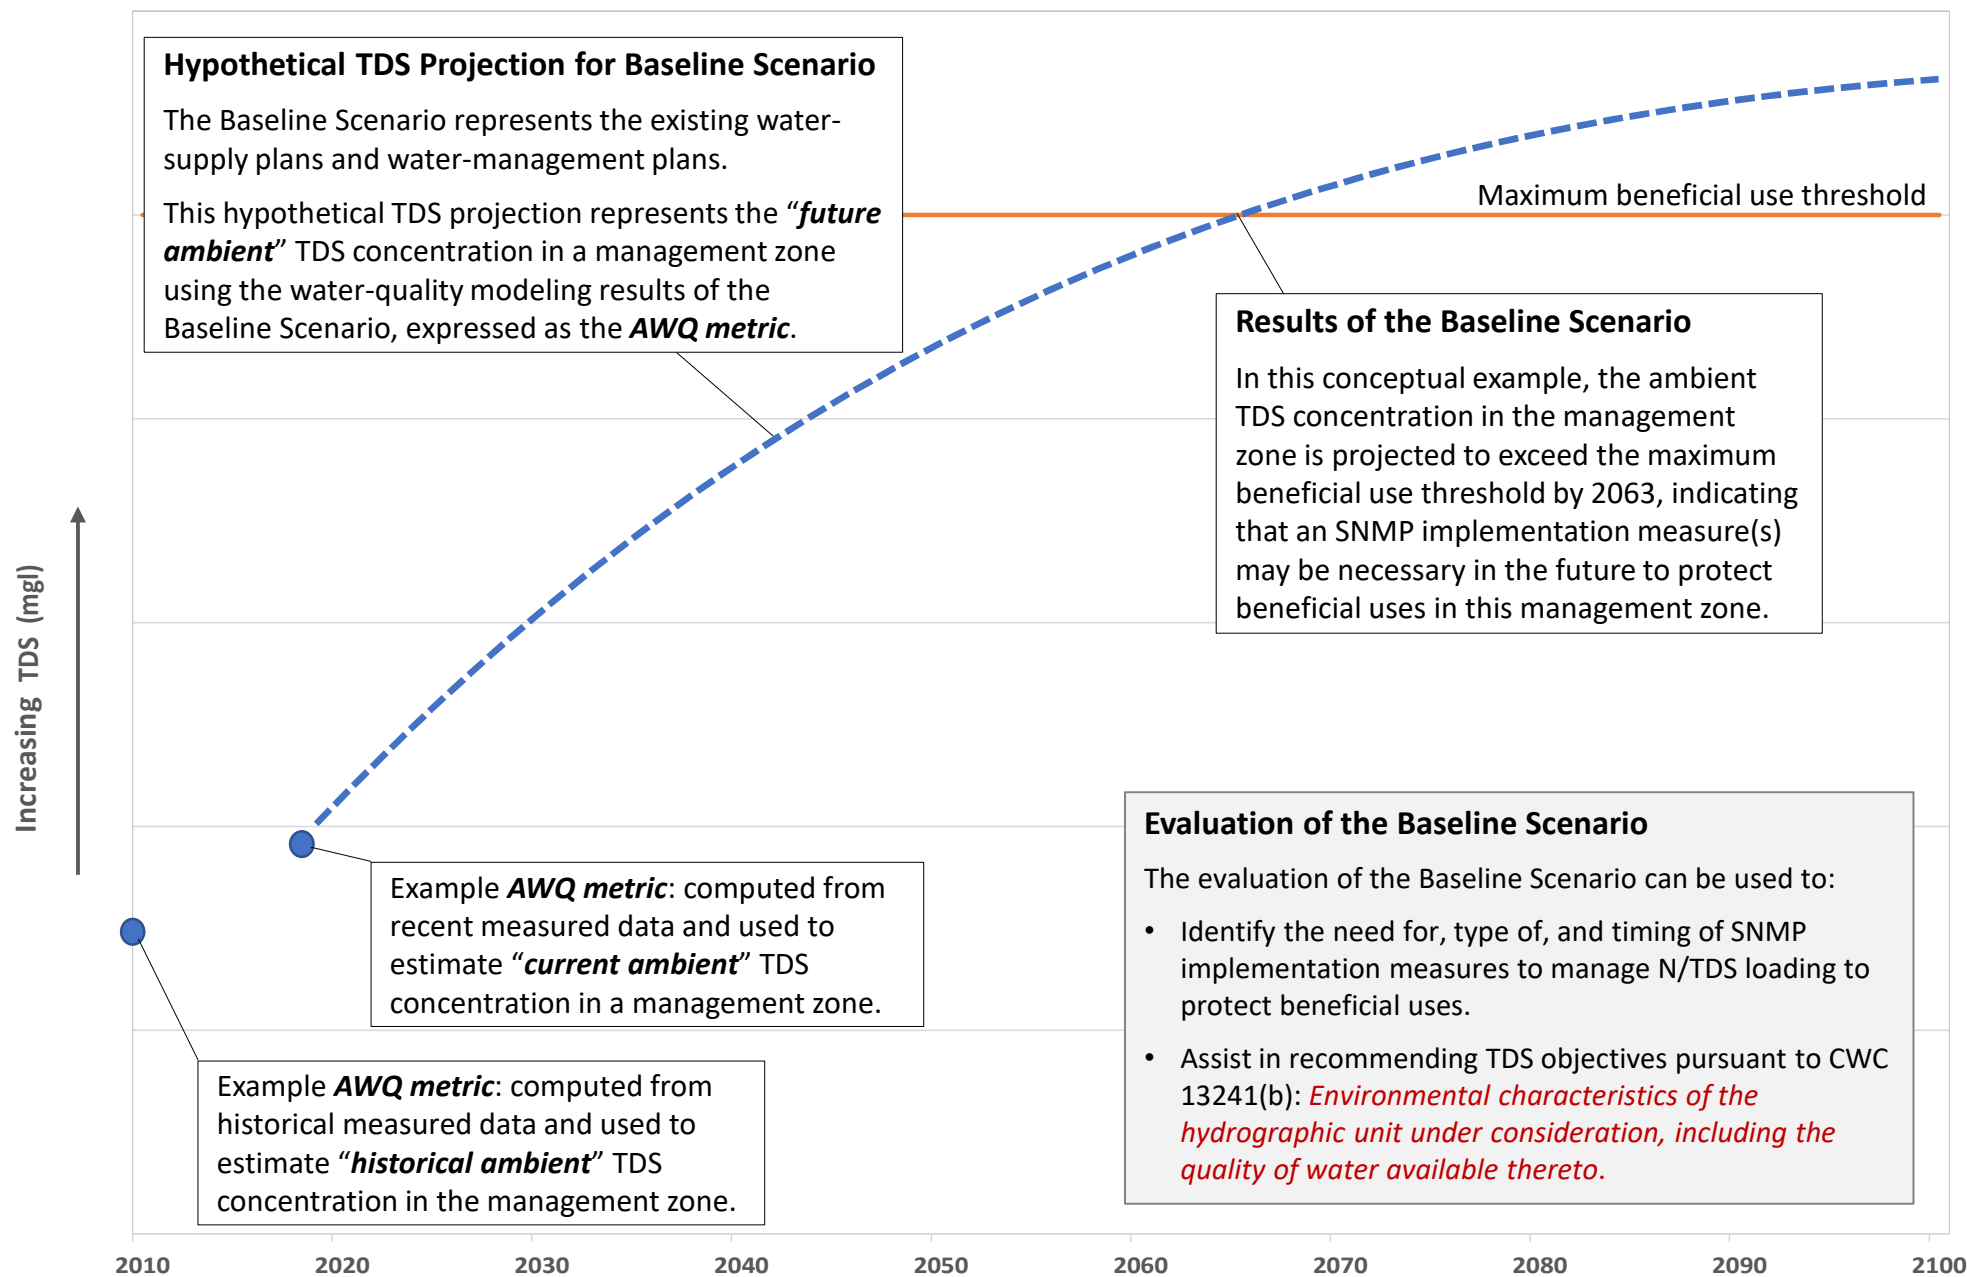 Hypothetical TDS Projection for Baseline Scenario
The Baseline Scenario represents the existing water-
supply plans and water-management plans.
This hypothetical TDS projection represents the “future
ambient” TDS concentration in a management zone
using the water-quality modeling results of the
Baseline Scenario, expressed as the AWQ metric.
Maximum beneficial use threshold
Results of the Baseline Scenario
In this conceptual example, the ambient
TDS concentration in the management
zone is projected to exceed the maximum
beneficial use threshold by 2063, indicating
that an SNMP implementation measure(s)
may be necessary in the future to protect
beneficial uses in this management zone.
Increasing TDS (mgl)
Example AWQ metric: computed from
recent measured data and used to
estimate “current ambient” TDS
concentration in a management zone.
Example AWQ metric: computed from
historical measured data and used to
estimate “historical ambient” TDS
concentration in the management zone.
Evaluation of the Baseline Scenario
The evaluation of the Baseline Scenario can be used to:
• Identify the need for, type of, and timing of SNMP
implementation measures to manage N/TDS loading to
protect beneficial uses.
• Assist in recommending TDS objectives pursuant to CWC
13241(b): Environmental characteristics of the
hydrographic unit under consideration, including the
quality of water available thereto.
2010 2020 2030 2040 2050 2060 2070 2080 2090 2100